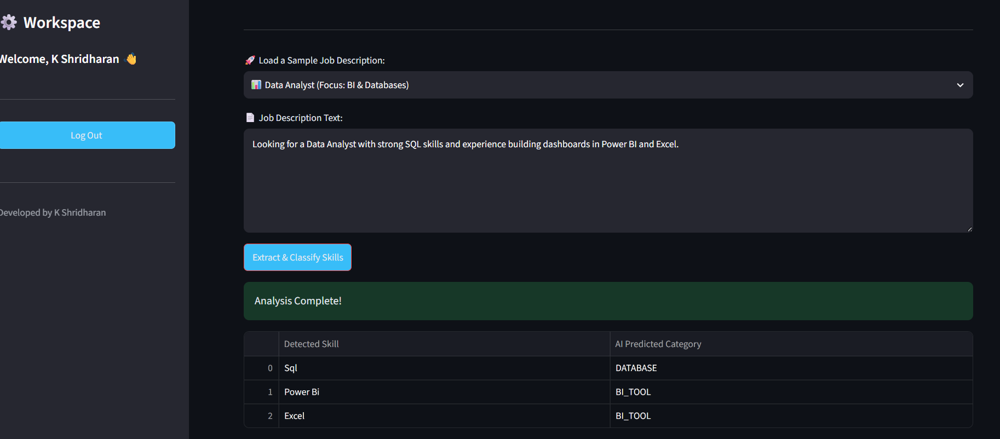 Workspace
Welcome, K Shridharan
Log Out
Developed by K Shridharan
Load a Sample Job Description:
Data Analyst (Focus: BI & Databases)
Job Description Text:
Looking for a Data Analyst with strong SQL skills and experience building dashboards in Power BI and Excel.
Extract & Classify Skills
Analysis Complete!
Detected Skill AI Predicted Category
0 Sql DATABASE
1 Power Bi BI_TOOL
2 Excel BI_TOOL